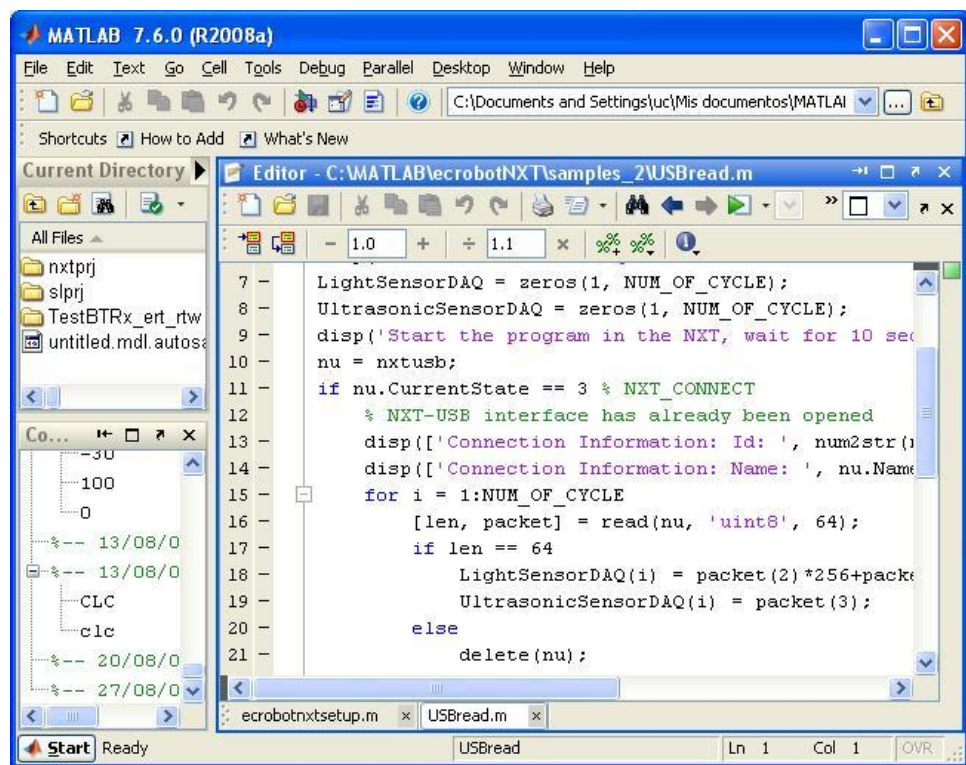 MATLAB 7.6.0 (R2008a)
File Edit Text Go Cell Tools Debug Parallel Desktop Window Help
C:\Documents and Settings\uc\Mis documentos\MATLAI
Shortcuts How to Add What's New
Current Directory
All Files
nxtprj
slprj
TestBTRx_ert_rtw
untitled.mdl.autosa
Co...
-30
100
0
%-- 13/08/0
%-- 13/08/0
CLC
clc
%-- 20/08/0
%-- 27/08/0
Editor - C:\MATLAB\ecrobotNXT\samples_2\USBread.m
- 1.0 + ÷ 1.1 ×
7 - LightSensorDAQ = zeros(1, NUM_OF_CYCLE);
8 - UltrasonicSensorDAQ = zeros(1, NUM_OF_CYCLE);
9 - disp('Start the program in the NXT, wait for 10 sec
10 - nu = nxtusb;
11 - if nu.CurrentState == 3 % NXT_CONNECT
12 % NXT-USB interface has already been opened
13 - disp(['Connection Information: Id: ', num2str(n
14 - disp(['Connection Information: Name: ', nu.Name
15 - for i = 1:NUM_OF_CYCLE
16 - [len, packet] = read(nu, 'uint8', 64);
17 - if len == 64
18 - LightSensorDAQ(i) = packet(2)*256+packe
19 - UltrasonicSensorDAQ(i) = packet(3);
20 - else
21 - delete(nu);
ecrobotnxtsetup.m × USBread.m ×
Start Ready USBread Ln 1 Col 1 OVR